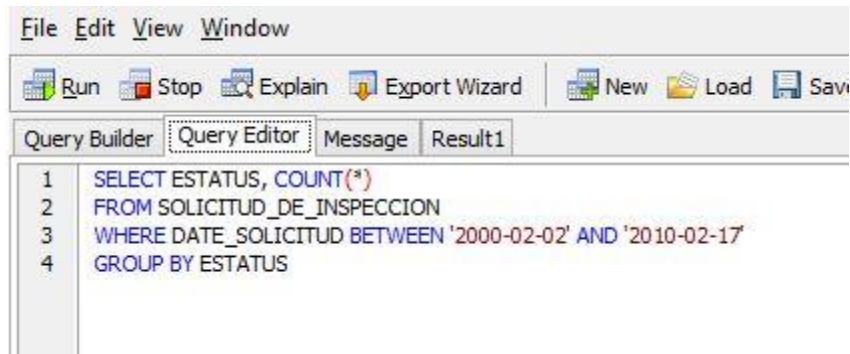 File Edit View Window
Run Stop Explain Export Wizard New Load Save
Query Builder Query Editor Message Result1
1 SELECT ESTATUS, COUNT(*)
2 FROM SOLICITUD_DE_INSPECCION
3 WHERE DATE_SOLICITUD BETWEEN '2000-02-02' AND '2010-02-17'
4 GROUP BY ESTATUS